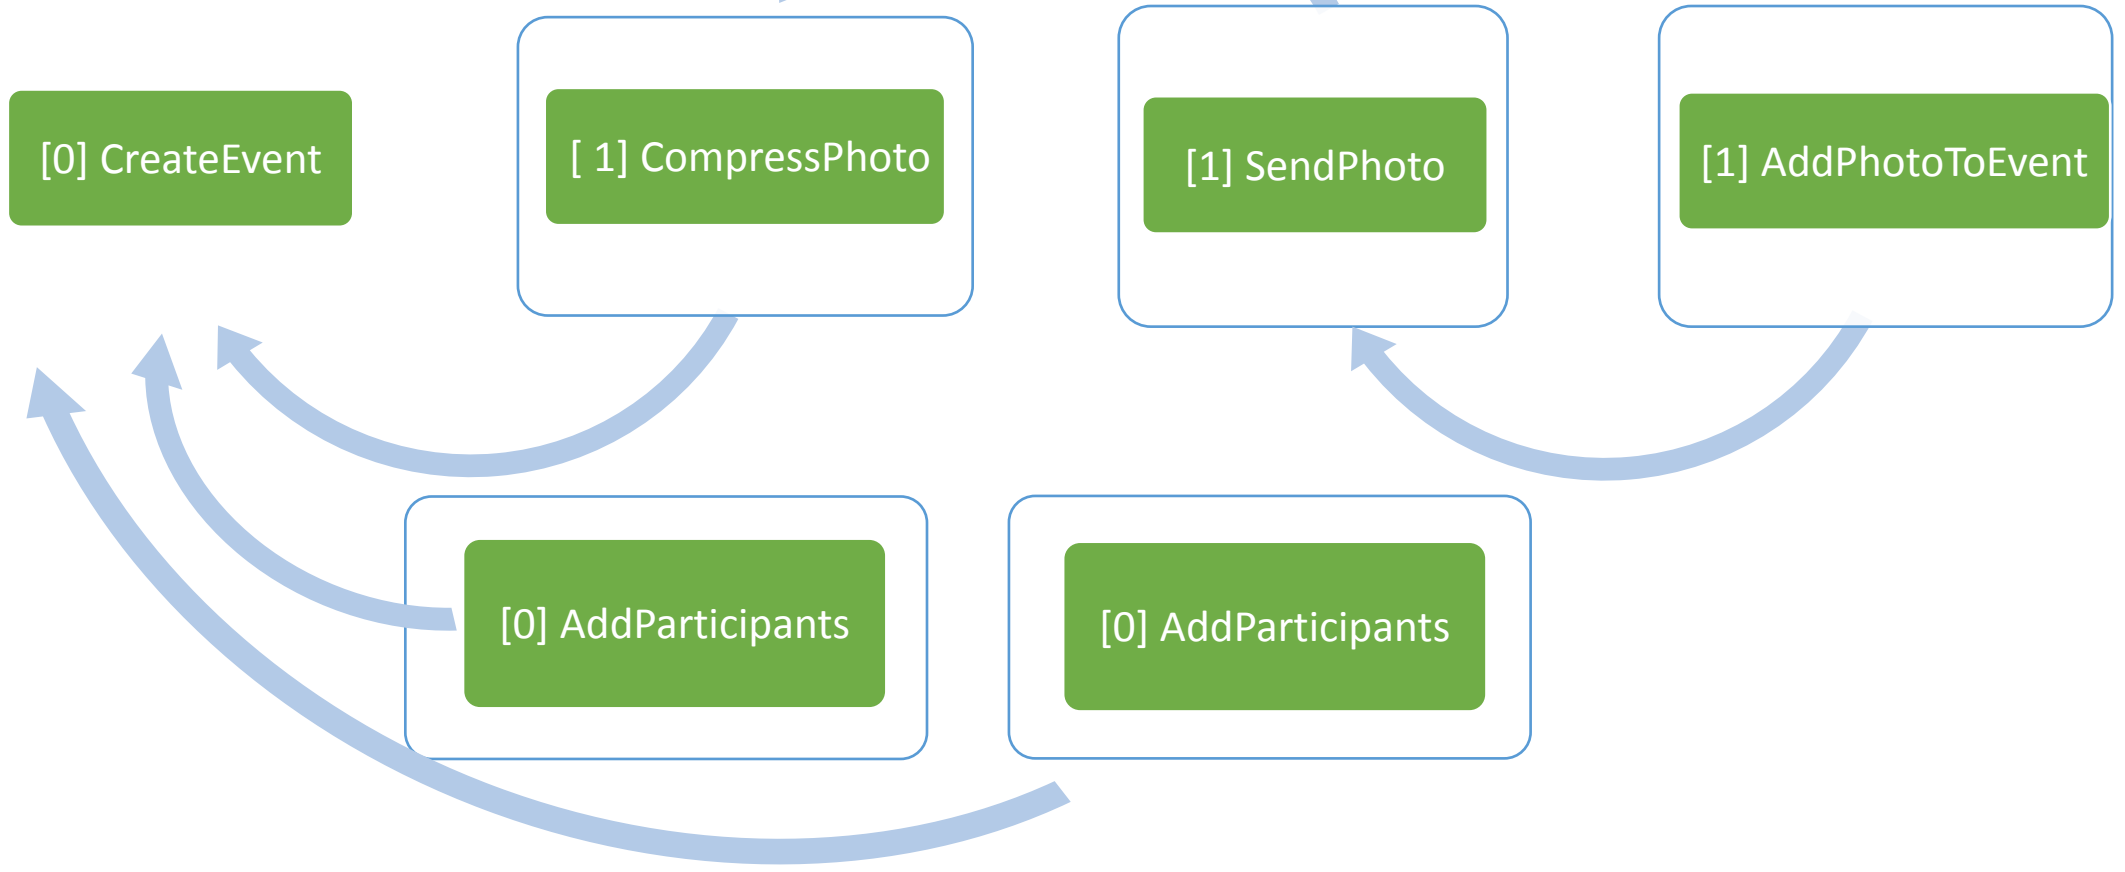 [0] CreateEvent
[ 1] CompressPhoto
[1] SendPhoto
[1] AddPhotoToEvent
[0] AddParticipants
[0] AddParticipants